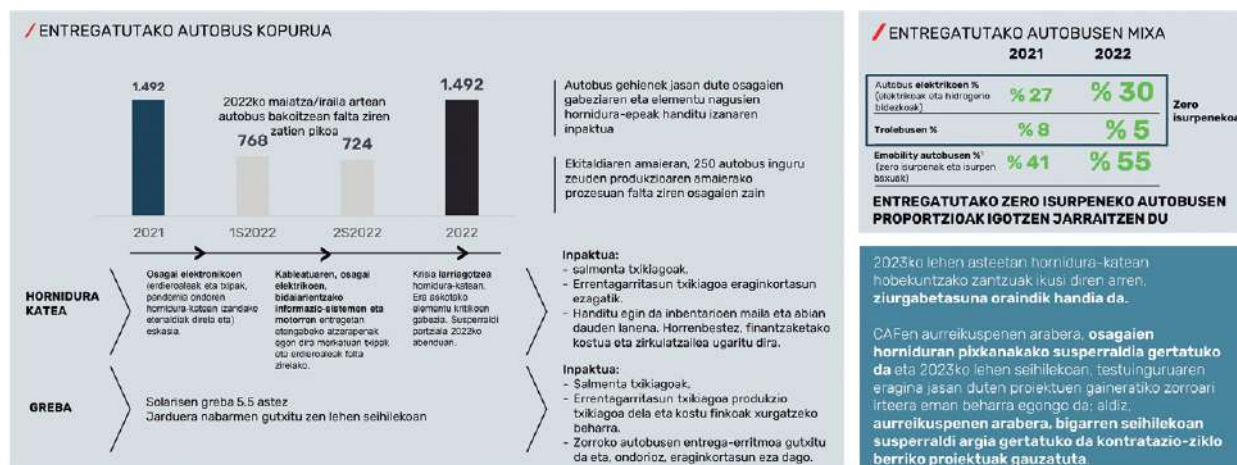 ENTREGATUTAKO AUTOBUS KOPURUA
1.492
2022ko maiatza/iraila artean
autobus bakoitzean falta ziren
zatien pikoa
768
724
1.492
2021
1S2022
2S2022
2022
Autobus gehienek jasan dute osagaien
gabeziaren eta elementu nagusien
hornidura-epeak handitu izanaren
inpaktua
Ekitaldiaren amaieran, 250 autobus inguru
zeuden produkzioaren amaierako
prozesuan falta ziren osagaien zain
HORNIDURA
KATEA
Osagai elektronikoen
(erdieroaleak eta txipak,
pandemia ondoren
hornidura-katean izandako
etenaldiak direla eta)
eskasia.
Kableatuaren, osagai
elektrikoen,
bidaiarientzako
informazio-sistemen eta
motorren entregetan
etengabeko atzerapenak
egon dira merkatuan txipak
eta erdieroaleak falta
zirelako.
Krisia larriagotzea
hornidura-katean.
Era askotako
elementu kritikoen
gabezia. Susperraldi
partziala 2022ko
abenduan.
Inpaktua:
- salmenta txikiagoak.
- Errentagarritasun txikiagoa eraginkortasun
ezagatik.
- Handitu egin da inbentarioen maila eta abian
dauden lanena. Horrenbestez, finantzaketako
kostua eta zirkulatzailea ugaritu dira.
GREBA
Solarisen greba 5.5 astez
Jarduera nabarmen gutxitu zen lehen seihilekoan
Inpaktua:
- Salmenta txikiagoak.
- Errentagarritasun txikiagoa produkzio
txikiagoa dela eta kostu finkoak xurgatzeko
beharra.
- Zorroko autobusen entrega-erritmoa gutxitu
da eta, ondorioz, eraginkortasun eza dago.
ENTREGATUTAKO AUTOBUSEN MIXA
2021 2022
Autobus elektrikoen %
(elektrikoak eta hidrogeno
bidezkoak)
% 27 % 30
Trolebusen % % 8 % 5
Zero
isurpenekoa
Emobility autobusen %¹
(zero isurpenak eta isurpen
baxuak)
% 41 % 55
ENTREGATUTAKO ZERO ISURPENEKO AUTOBUSEN
PROPORTZIOAK IGOTZEN JARRAITZEN DU
2023ko lehen asteetan hornidura-katean
hobekuntzako zantzuak ikusi diren arren,
ziurgabetasuna oraindik handia da.
CAFen aurreikuspenen arabera, osagaien
horniduran pixkanakako susperraldia gertatuko
da eta 2023ko lehen seihilekoan, testuinguruaren
eragina jasan duten proiektuen gaineratiko zorroari
irteera eman beharra egongo da; aldiz,
aurreikuspenen arabera, bigarren seihilekoan
susperraldi argia gertatuko da kontratazio-ziklo
berriko proiektuak gauzatuta.